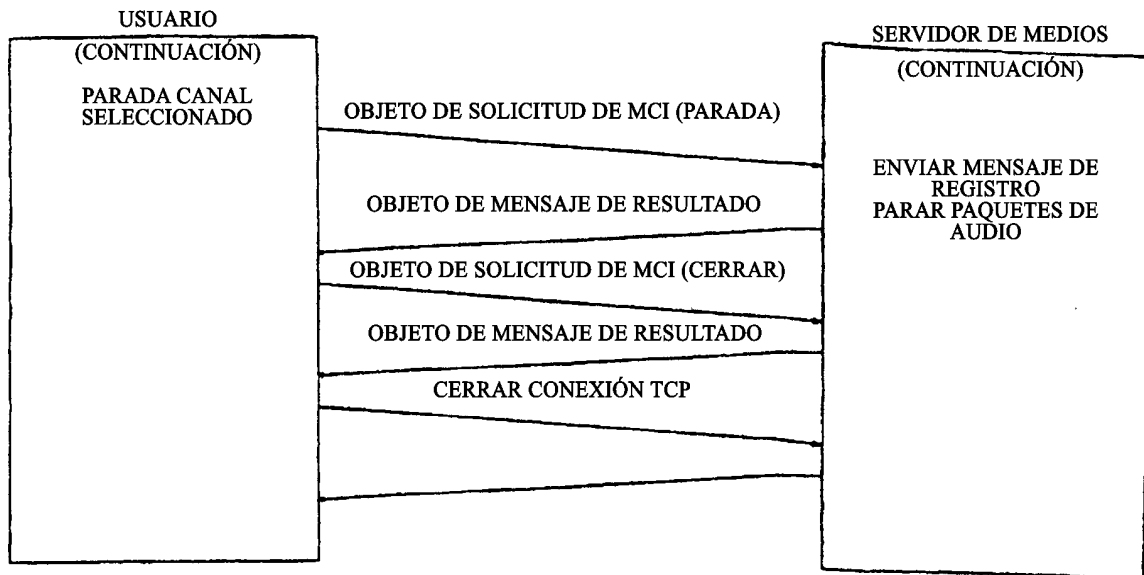 USUARIO
(CONTINUACIÓN)
PARADA CANAL
SELECCIONADO
OBJETO DE SOLICITUD DE MCI (PARADA)
OBJETO DE MENSAJE DE RESULTADO
OBJETO DE SOLICITUD DE MCI (CERRAR)
OBJETO DE MENSAJE DE RESULTADO
CERRAR CONEXIÓN TCP
SERVIDOR DE MEDIOS
(CONTINUACIÓN)
ENVIAR MENSAJE DE
REGISTRO
PARAR PAQUETES DE
AUDIO